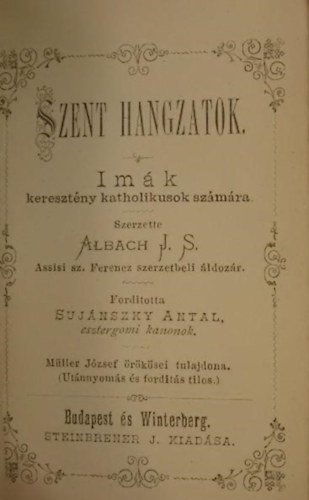 SZENT HANGZATOK.
Imák
keresztény katholikusok számára.
Szerzette
ALBACH J. S.
Assisi sz. Ferencz szerzetbeli áldozár.
Forditotta
SUJÁNSZKY ANTAL,
esztergomi kanonok.
Müller József örökösei tulajdona.
(Utánnyomás és forditás tilos.)
Budapest és Winterberg.
STEINBRENER J. KIADÁSA.